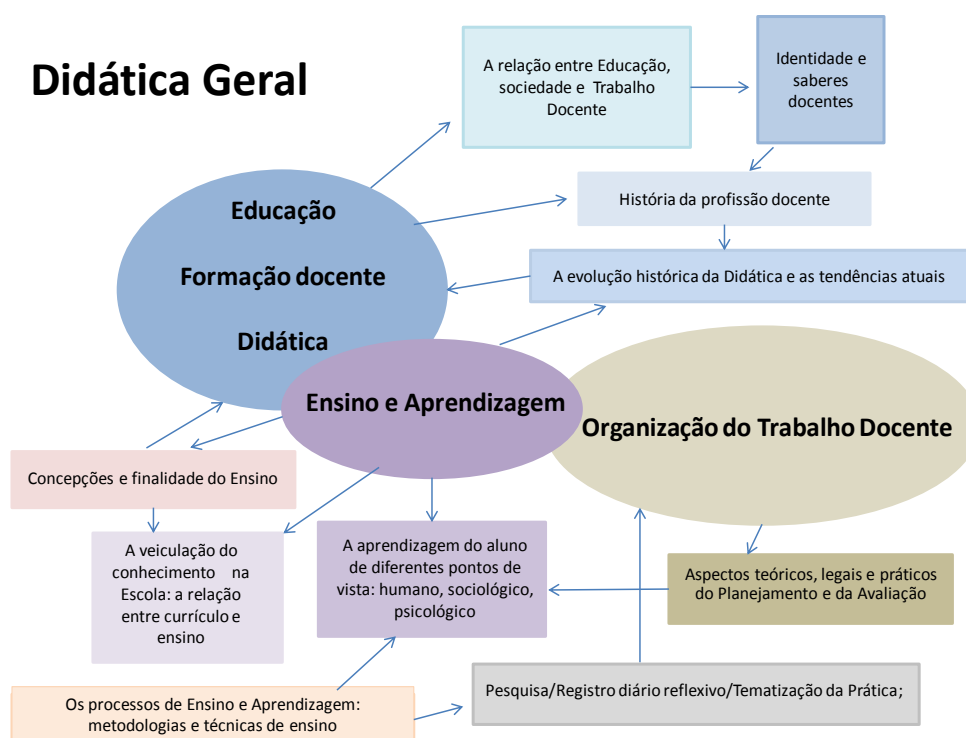 Didática Geral
A relação entre Educação,
sociedade e Trabalho
Docente
Identidade e
saberes
docentes
Educação
Formação docente
Didática
História da profissão docente
A evolução histórica da Didática e as tendências atuais
Ensino e Aprendizagem
Organização do Trabalho Docente
Concepções e finalidade do Ensino
A veiculação do
conhecimento na
Escola: a relação
entre currículo e
ensino
A aprendizagem do aluno
de diferentes pontos de
vista: humano, sociológico,
psicológico
Aspectos teóricos, legais e práticos
do Planejamento e da Avaliação
Os processos de Ensino e Aprendizagem:
metodologias e técnicas de ensino
Pesquisa/Registro diário reflexivo/Tematização da Prática;